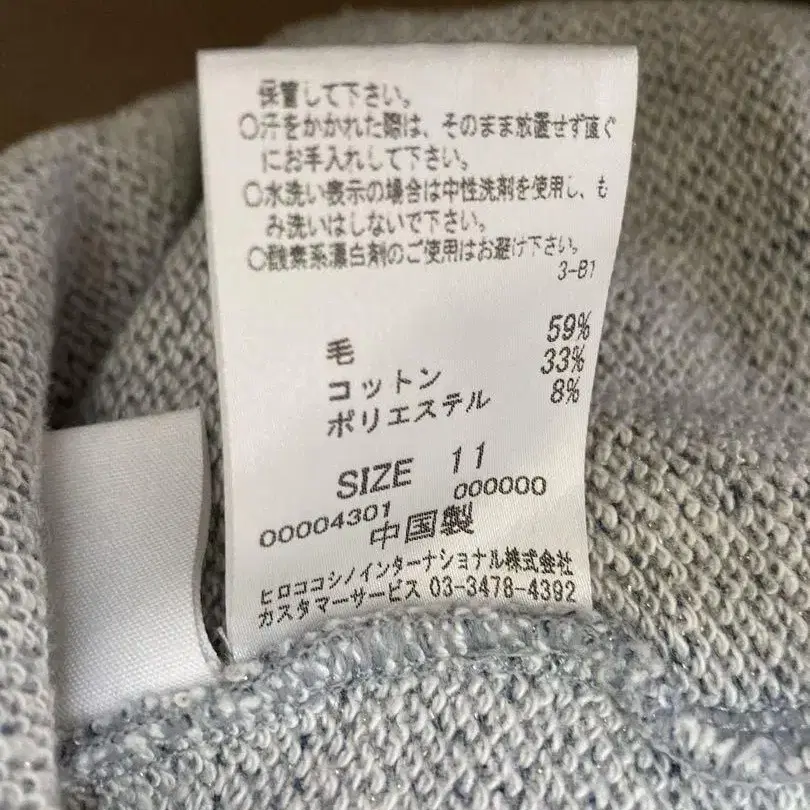 保管して下さい。
○汗をかかれた際は、そのまま放置せず直ぐ
にお手入れして下さい。
○水洗い表示の場合は中性洗剤を使用し、も
み洗いはしないで下さい。
○酸素系漂白剤のご使用はお避け下さい。
3-B1
毛 59%
コットン 33%
ポリエステル 8%
SIZE 11
00004301 000000
中国製
ヒロココシノインターナショナル株式会社
カスタマーサービス 03-3478-4392